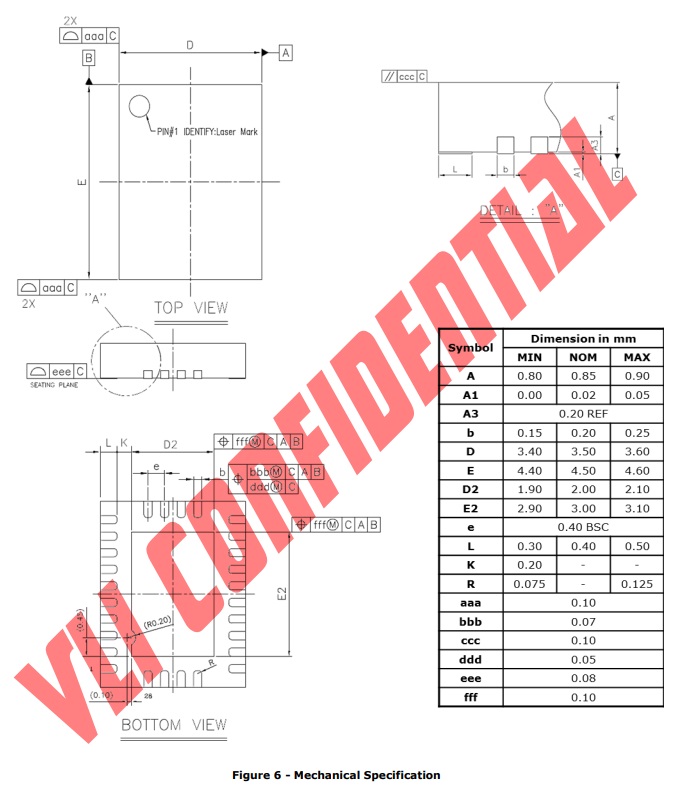 2X
aaa C
B
D
A
PIN#1 IDENTIFY:Laser Mark
E
aaa C
2X
"A"
TOP VIEW
// ccc C
A
A3
A1
L
b
C
DETAIL : "A"
eee C
SEATING PLANE
L K D2
fff M C A B
e
b
bbb M C A B
ddd M C
fff M C A B
E2
(0.45)
(R0.20)
1
R
(0.10)
28
BOTTOM VIEW
VLI CONFIDENTIAL
Symbol Dimension in mm
MIN NOM MAX
A 0.80 0.85 0.90
A1 0.00 0.02 0.05
A3 0.20 REF
b 0.15 0.20 0.25
D 3.40 3.50 3.60
E 4.40 4.50 4.60
D2 1.90 2.00 2.10
E2 2.90 3.00 3.10
e 0.40 BSC
L 0.30 0.40 0.50
K 0.20 - -
R 0.075 - 0.125
aaa 0.10
bbb 0.07
ccc 0.10
ddd 0.05
eee 0.08
fff 0.10
Figure 6 - Mechanical Specification